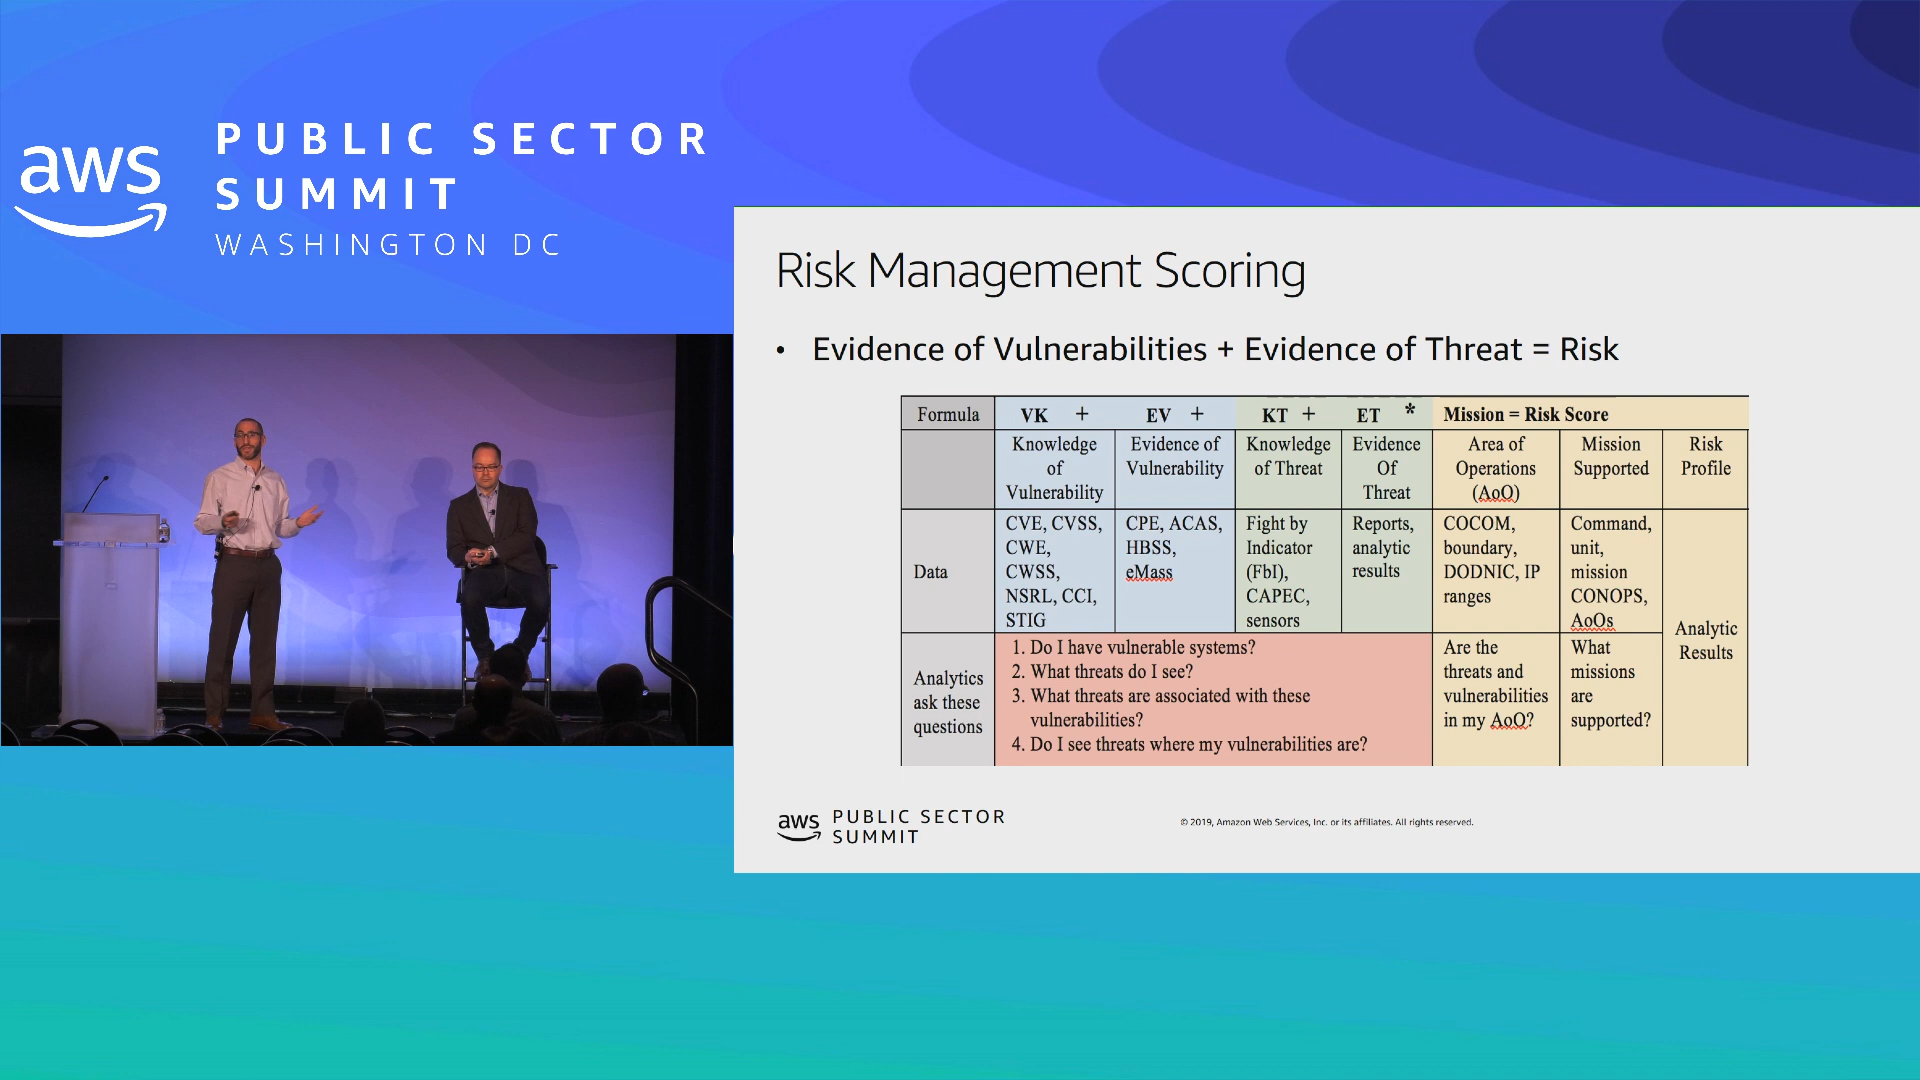 aws
PUBLIC SECTOR
SUMMIT
WASHINGTON DC
Risk Management Scoring
• Evidence of Vulnerabilities + Evidence of Threat = Risk
Formula
VK +
EV +
KT +
ET *
Mission = Risk Score
Knowledge
of
Vulnerability
Evidence of
Vulnerability
Knowledge
of Threat
Evidence
Of
Threat
Area of
Operations
(AoO)
Mission
Supported
Risk
Profile
Data
CVE, CVSS,
CWE,
CWSS,
NSRL, CCI,
STIG
CPE, ACAS,
HBSS,
eMass
Fight by
Indicator
(FbI),
CAPEC,
sensors
Reports,
analytic
results
COCOM,
boundary,
DODNIC, IP
ranges
Command,
unit,
mission
CONOPS,
AoOs
Analytic
Results
Analytics
ask these
questions
1. Do I have vulnerable systems?
2. What threats do I see?
3. What threats are associated with these
vulnerabilities?
4. Do I see threats where my vulnerabilities are?
Are the
threats and
vulnerabilities
in my AoO?
What
missions
are
supported?
aws
PUBLIC SECTOR
SUMMIT
© 2019, Amazon Web Services, Inc. or its affiliates. All rights reserved.